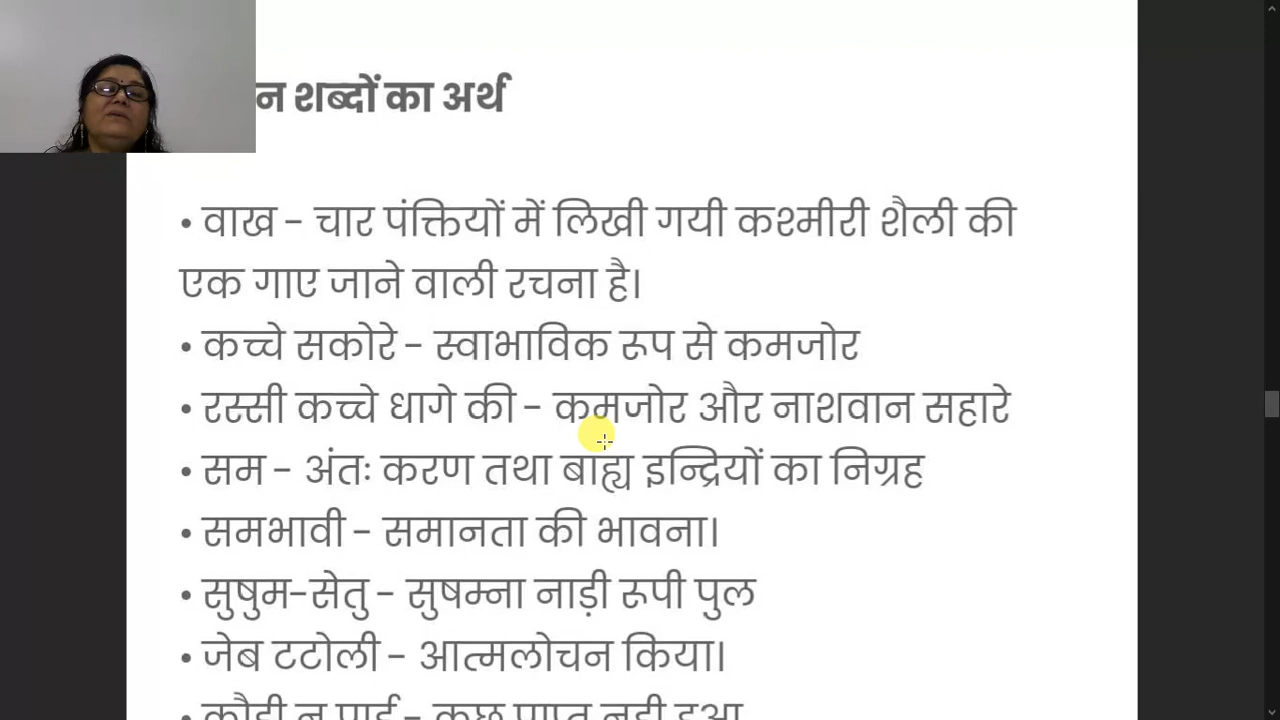 न शब्दों का अर्थ
• वाख - चार पंक्तियों में लिखी गयी कश्मीरी शैली की
एक गाए जाने वाली रचना है।
• कच्चे सकोरे - स्वाभाविक रूप से कमजोर
• रस्सी कच्चे धागे की - कमजोर और नाशवान सहारे
• सम - अंतः करण तथा बाह्य इन्द्रियों का निग्रह
• समभावी - समानता की भावना।
• सुषुम-सेतु - सुषम्ना नाड़ी रूपी पुल
• जेब टटोली - आत्मलोचन किया।
• कौड़ी न पाई - कुछ प्राप्त नहीं हुआ